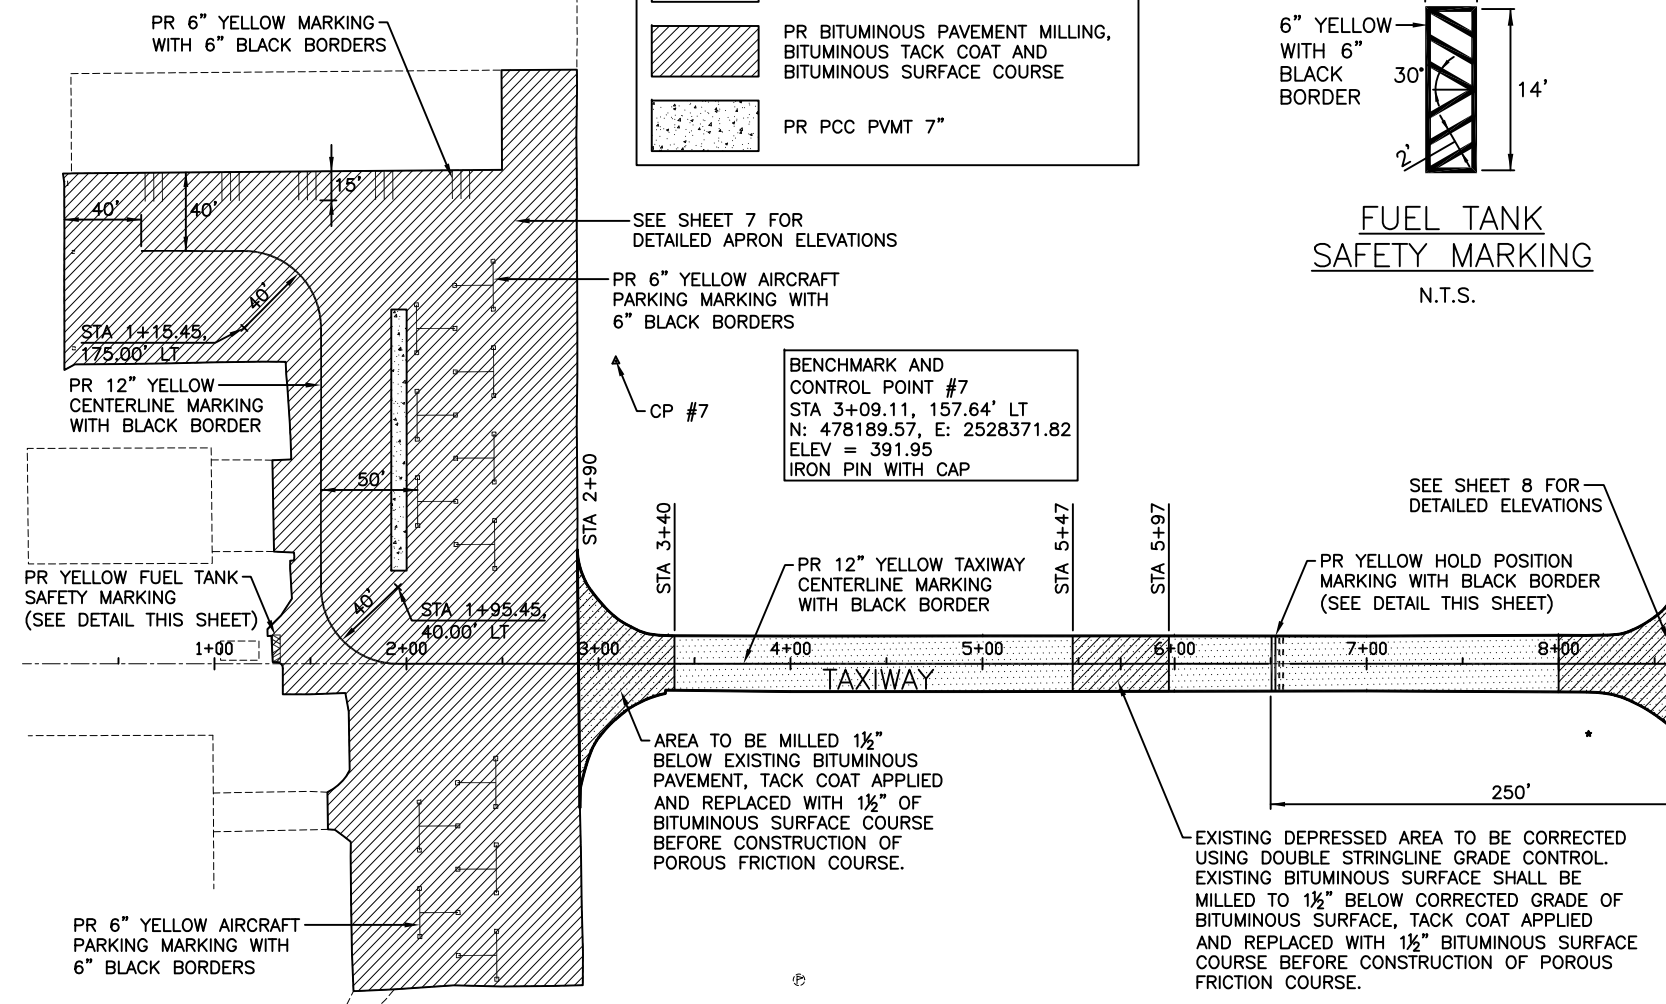 PR 6” YELLOW MARKING
WITH 6” BLACK BORDERS
PR BITUMINOUS PAVEMENT MILLING,
BITUMINOUS TACK COAT AND
BITUMINOUS SURFACE COURSE
PR PCC PVMT 7”
6” YELLOW
WITH 6”
BLACK
BORDER
30°
14'
2'
FUEL TANK
SAFETY MARKING
N.T.S.
15'
40'
40'
40'
STA 1+15.45,
175.00' LT
SEE SHEET 7 FOR
DETAILED APRON ELEVATIONS
PR 6” YELLOW AIRCRAFT
PARKING MARKING WITH
6” BLACK BORDERS
PR 12” YELLOW
CENTERLINE MARKING
WITH BLACK BORDER
CP #7
BENCHMARK AND
CONTROL POINT #7
STA 3+09.11, 157.64' LT
N: 478189.57, E: 2528371.82
ELEV = 391.95
IRON PIN WITH CAP
50'
STA 2+90
STA 3+40
STA 5+47
STA 5+97
SEE SHEET 8 FOR
DETAILED ELEVATIONS
PR YELLOW FUEL TANK
SAFETY MARKING
(SEE DETAIL THIS SHEET)
40'
STA 1+95.45,
40.00' LT
PR 12” YELLOW TAXIWAY
CENTERLINE MARKING
WITH BLACK BORDER
PR YELLOW HOLD POSITION
MARKING WITH BLACK BORDER
(SEE DETAIL THIS SHEET)
1+00
2+00
3+00
4+00
5+00
6+00
7+00
8+00
TAXIWAY
AREA TO BE MILLED 1½”
BELOW EXISTING BITUMINOUS
PAVEMENT, TACK COAT APPLIED
AND REPLACED WITH 1½” OF
BITUMINOUS SURFACE COURSE
BEFORE CONSTRUCTION OF
POROUS FRICTION COURSE.
250'
EXISTING DEPRESSED AREA TO BE CORRECTED
USING DOUBLE STRINGLINE GRADE CONTROL.
EXISTING BITUMINOUS SURFACE SHALL BE
MILLED TO 1½” BELOW CORRECTED GRADE OF
BITUMINOUS SURFACE, TACK COAT APPLIED
AND REPLACED WITH 1½” BITUMINOUS SURFACE
COURSE BEFORE CONSTRUCTION OF POROUS
FRICTION COURSE.
PR 6” YELLOW AIRCRAFT
PARKING MARKING WITH
6” BLACK BORDERS